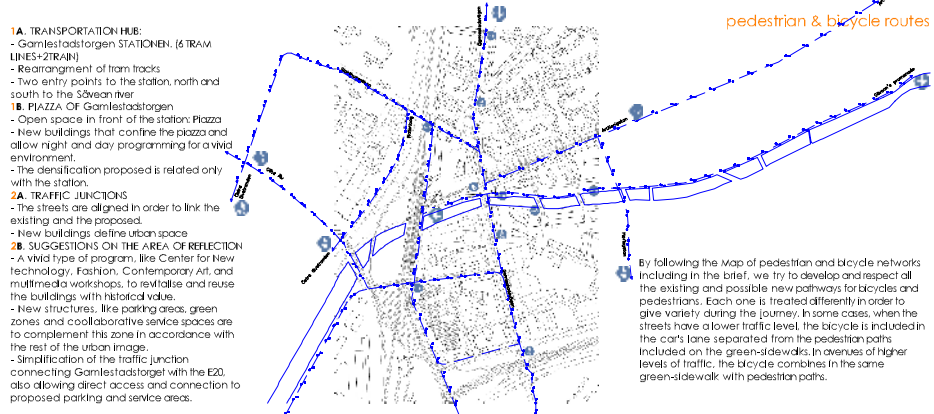 pedestrian & bicycle routes
1A. TRANSPORTATION HUB:
- Gamlestadstorgen STATIONEN. (6 TRAM
LINES+2TRAIN)
- Rearrangment of tram tracks
- Two entry points to the station, north and
south to the Sävean river
1B. PIAZZA OF Gamlestadstorgen
- Open space in front of the station: Piazza
- New buildings that confine the piazza and
allow night and day programming for a vivid
environment.
- The densification proposed is related only
with the station.
2A. TRAFFIC JUNCTIONS
- The streets are aligned in order to link the
existing and the proposed.
- New buildings define urban space
2B. SUGGESTIONS ON THE AREA OF REFLECTION
- A vivid type of program, like Center for New
technology, Fashion, Contemporary Art, and
multimedia workshops, to revitalise and reuse
the buildings with historical value.
- New structures, like parking areas, green
zones and coollaborative service spaces are
to complement this zone in accordance with
the rest of the urban image.
- Simplification of the traffic junction
connecting Gamlestadstorget with the E20,
also allowing direct access and connection to
proposed parking and service areas.
By following the Map of pedestrian and bicycle networks
including in the brief, we try to develop and respect all
the existing and possible new pathways for bicycles and
pedestrians. Each one is treated differently in order to
give variety during the journey. In some cases, when the
streets have a lower traffic level, the bicycle is included in
the car's lane separated from the pedestrian paths
included on the green-sidewalks. In avenues of higher
levels of traffic, the bicycle combines in the same
green-sidewalk with pedestrian paths.